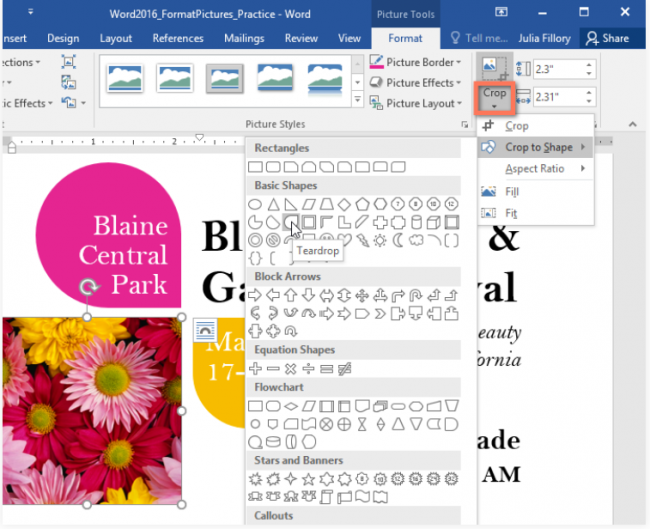 Word2016_FormatPictures_Practice - Word
Picture Tools
Design
Layout
References
Mailings
Review
View
Format
Tell me...
Julia Fillory
Share
ections
ic Effects
Picture Border
Picture Effects
Picture Layout
Crop
2.3"
2.31"
Picture Styles
Crop
Crop to Shape
Aspect Ratio
Fill
Fit
1
2
Rectangles
Basic Shapes
Teardrop
Block Arrows
Equation Shapes
Flowchart
Stars and Banners
Callouts
Blaine
Central
Park
Bl
&
Ga
val
Ma
17-
eauty
fornia
ade
AM